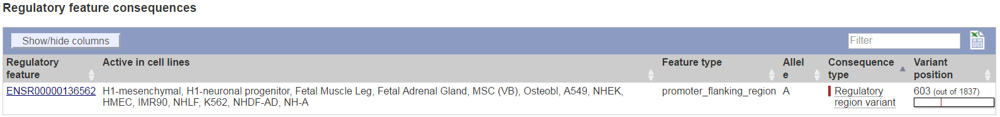 Regulatory feature consequences
Show/hide columns
Filter
Regulatory feature
Active in cell lines
Feature type
Allel
e
Consequence type
Variant position
ENSR00000136562
H1-mesenchymal, H1-neuronal progenitor, Fetal Muscle Leg, Fetal Adrenal Gland, MSC (VB), Osteobl, A549, NHEK,
HMEC, IMR90, NHLF, K562, NHDF-AD, NH-A
promoter_flanking_region
A
Regulatory
region variant
603 (out of 1837)